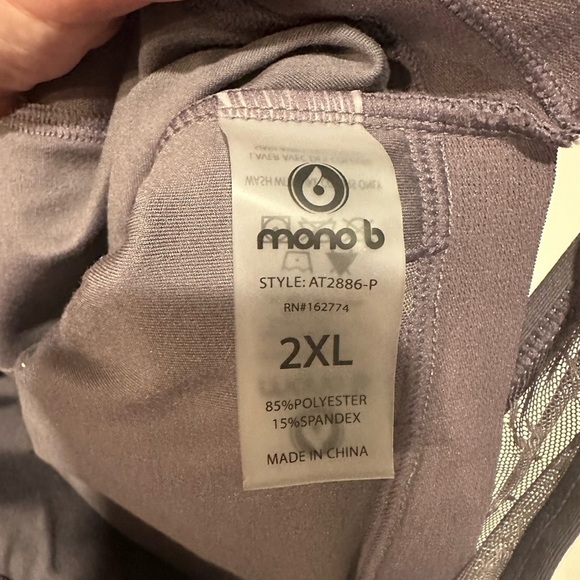 mono b
STYLE: AT2886-P
RN#162774
2XL
85%POLYESTER
15%SPANDEX
MADE IN CHINA